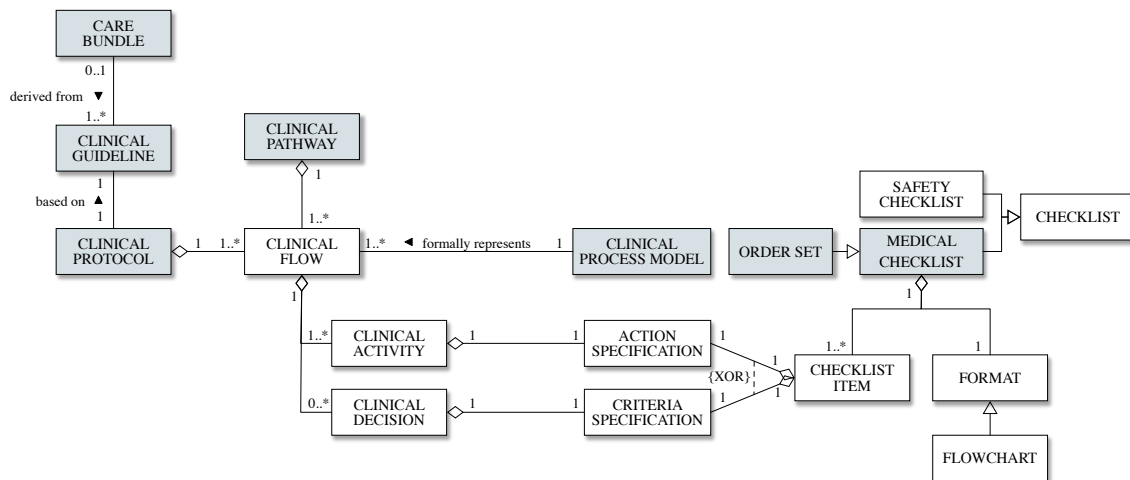 CARE
BUNDLE
0..1
derived from ▼
1..*
CLINICAL
GUIDELINE
1
based on ▲
1
CLINICAL
PROTOCOL
1
1..*
CLINICAL
PATHWAY
1
1..*
CLINICAL
FLOW
1..*
◄ formally represents
1
CLINICAL
PROCESS MODEL
ORDER SET
SAFETY
CHECKLIST
MEDICAL
CHECKLIST
CHECKLIST
1
1
1..*
CLINICAL
ACTIVITY
1
1
ACTION
SPECIFICATION
1
1
{XOR}
1
1
0..*
CLINICAL
DECISION
1
1
CRITERIA
SPECIFICATION
1..*
CHECKLIST
ITEM
1
FORMAT
FLOWCHART